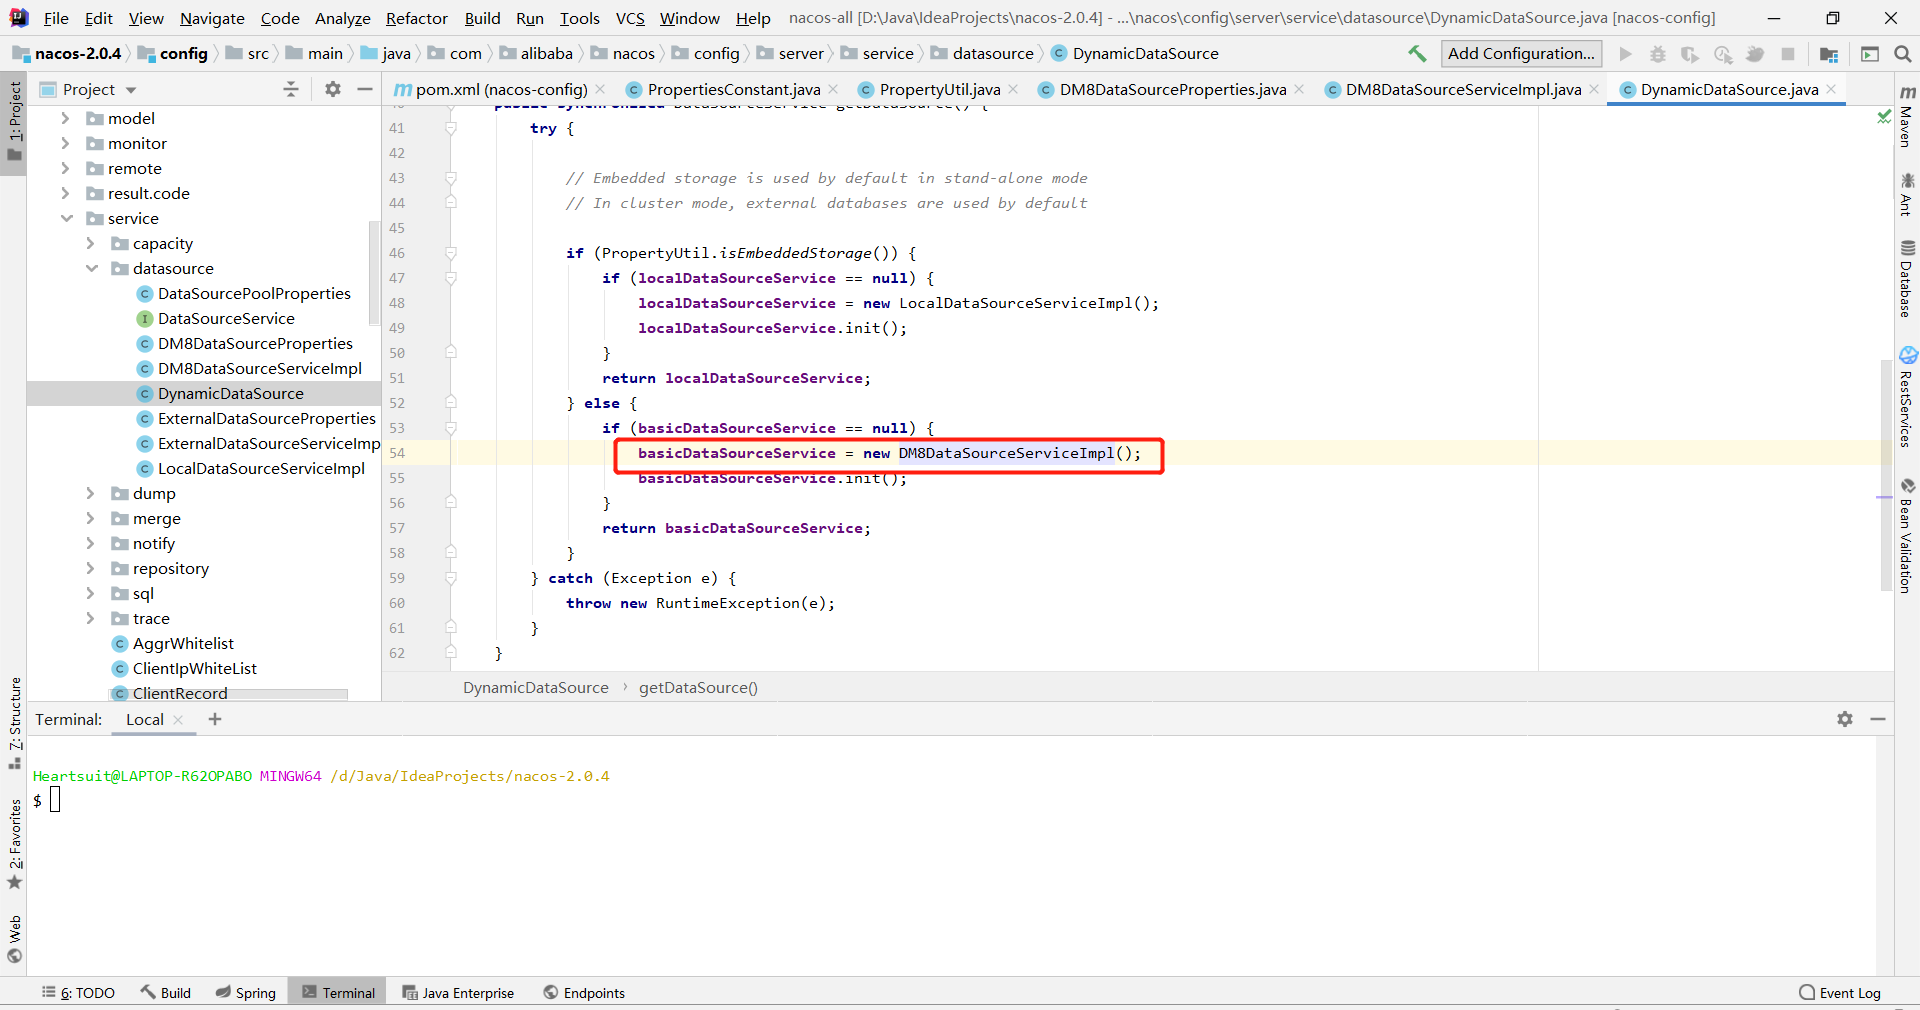 File Edit View Navigate Code Analyze Refactor Build Run Tools VCS Window Help nacos-all [D:\Java\IdeaProjects\nacos-2.0.4] - ...\nacos\config\server\service\datasource\DynamicDataSource.java [nacos-config]
nacos-2.0.4 config src main java com alibaba nacos config server service datasource DynamicDataSource Add Configuration...
Project
pom.xml (nacos-config) PropertiesConstant.java PropertyUtil.java DM8DataSourceProperties.java DM8DataSourceServiceImpl.java DynamicDataSource.java
1: Project
7: Structure
2: Favorites
Web
model
monitor
remote
result.code
service
capacity
datasource
DataSourcePoolProperties
DataSourceService
DM8DataSourceProperties
DM8DataSourceServiceImpl
DynamicDataSource
ExternalDataSourceProperties
ExternalDataSourceServiceImp
LocalDataSourceServiceImpl
dump
merge
notify
repository
sql
trace
AggrWhitelist
ClientIpWhiteList
ClientRecord
40 public synchronized DataSourceService getDataSource() {
41 try {
42
43 // Embedded storage is used by default in stand-alone mode
44 // In cluster mode, external databases are used by default
45
46 if (PropertyUtil.isEmbeddedStorage()) {
47 if (localDataSourceService == null) {
48 localDataSourceService = new LocalDataSourceServiceImpl();
49 localDataSourceService.init();
50 }
51 return localDataSourceService;
52 } else {
53 if (basicDataSourceService == null) {
54 basicDataSourceService = new DM8DataSourceServiceImpl();
55 basicDataSourceService.init();
56 }
57 return basicDataSourceService;
58 }
59 } catch (Exception e) {
60 throw new RuntimeException(e);
61 }
62 }
DynamicDataSource › getDataSource()
Maven
Ant
Database
RestServices
Bean Validation
Terminal: Local
Heartsuit@LAPTOP-R62OPABO MINGW64 /d/Java/IdeaProjects/nacos-2.0.4
$
6: TODO Build Spring Terminal Java Enterprise Endpoints Event Log